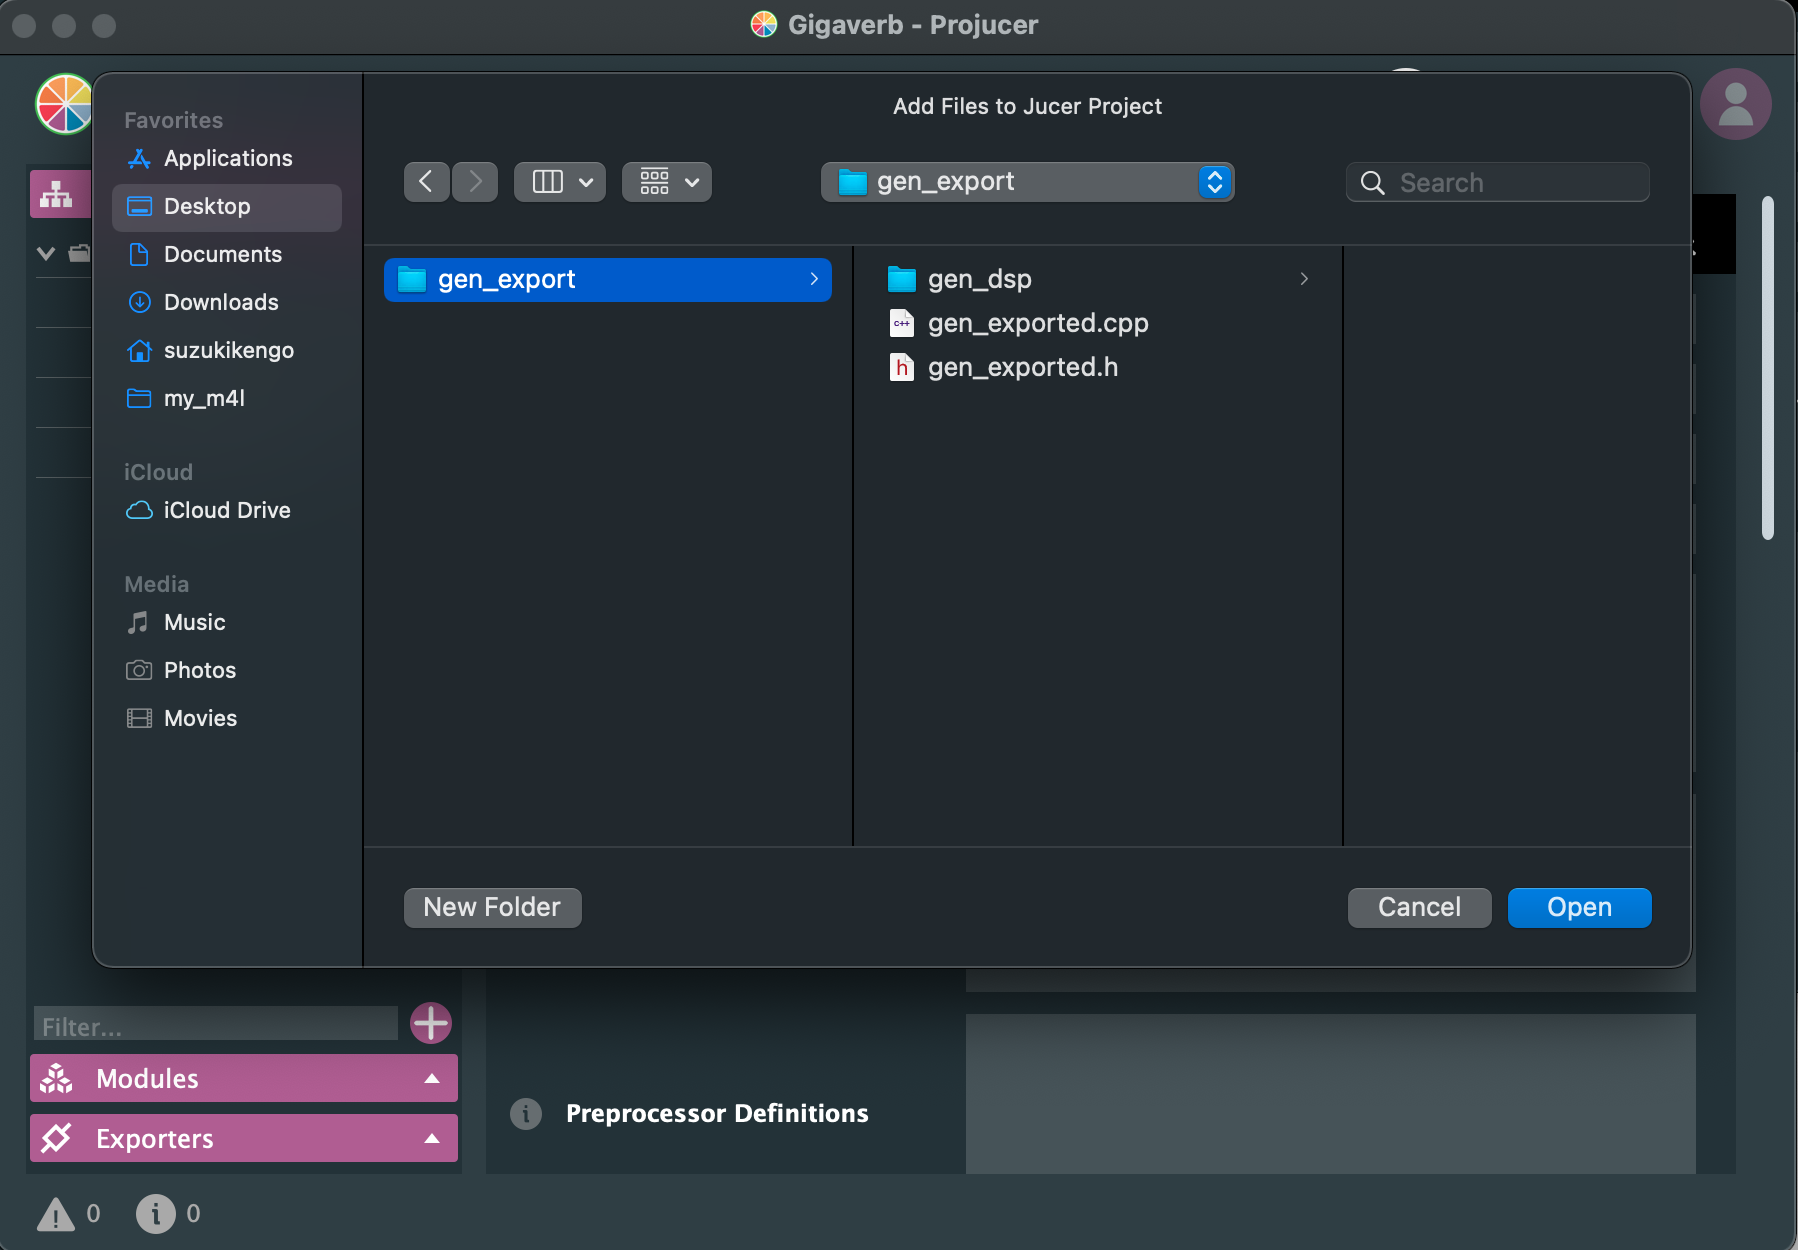 Gigaverb - Projucer
Add Files to Jucer Project
gen_export
Search
Favorites
Applications
Desktop
Documents
Downloads
suzukikengo
my_m4l
iCloud
iCloud Drive
Media
Music
Photos
Movies
gen_export
gen_dsp
c++ gen_exported.cpp
h gen_exported.h
New Folder
Cancel
Open
Filter...
Modules
Exporters
Preprocessor Definitions
0
0